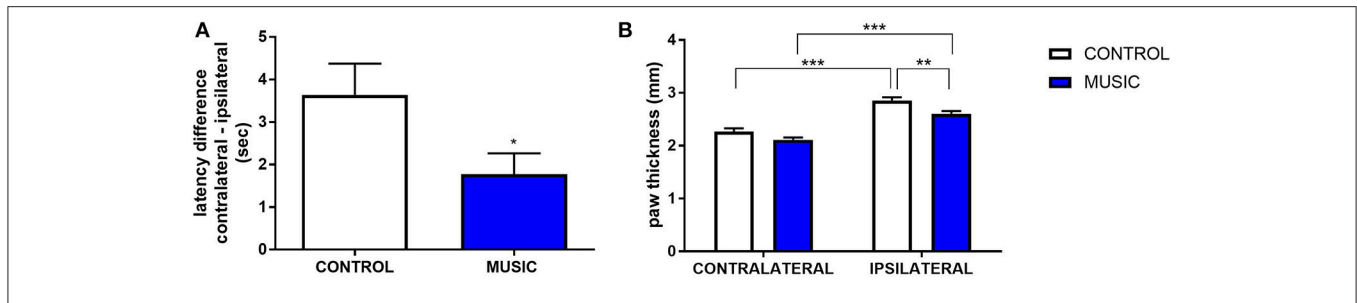 A
latency difference
contralateral - ipsilateral
(sec)
5
4
3
2
1
0
*
CONTROL
MUSIC
B
paw thickness (mm)
4
3
2
1
0
***
***
**
CONTRALATERAL
IPSILATERAL
CONTROL
MUSIC